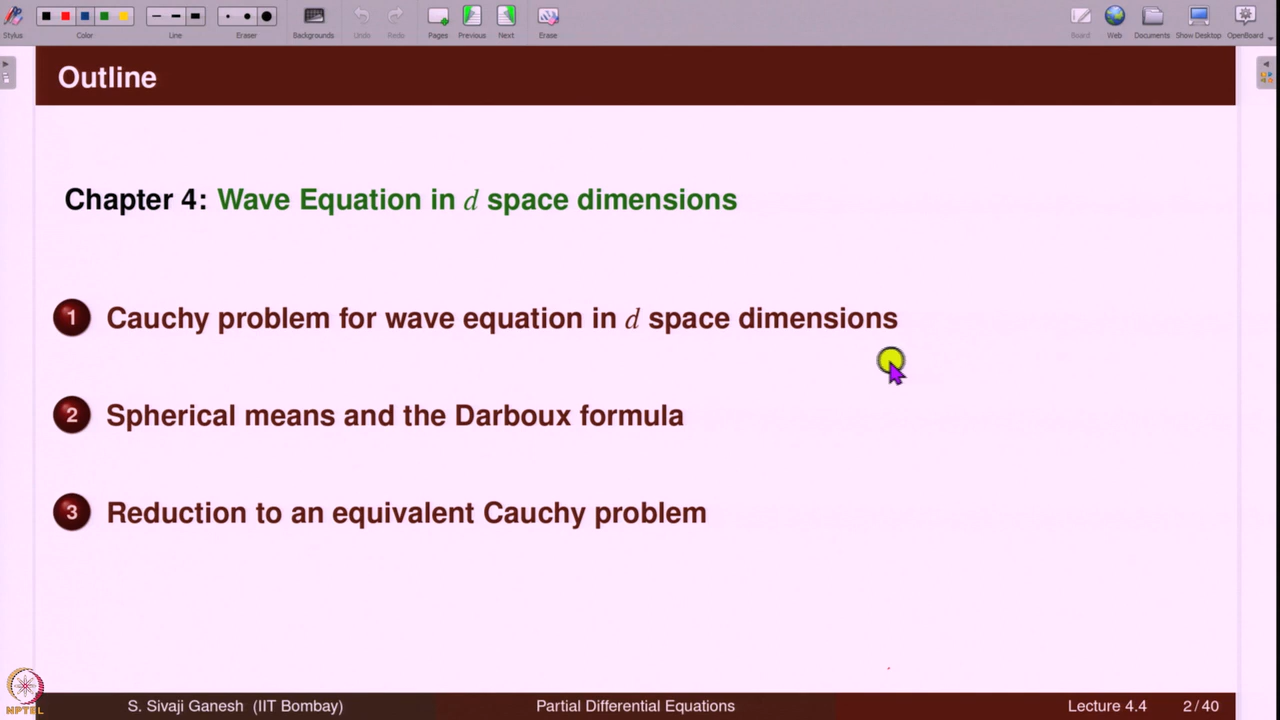 Stylus Color Line Eraser Backgrounds Undo Redo Pages Previous Next Erase Board Web Documents Show Desktop OpenBoard
Outline
Chapter 4: Wave Equation in d space dimensions
1 Cauchy problem for wave equation in d space dimensions
2 Spherical means and the Darboux formula
3 Reduction to an equivalent Cauchy problem
NPTEL
S. Sivaji Ganesh (IIT Bombay) Partial Differential Equations Lecture 4.4 2 / 40